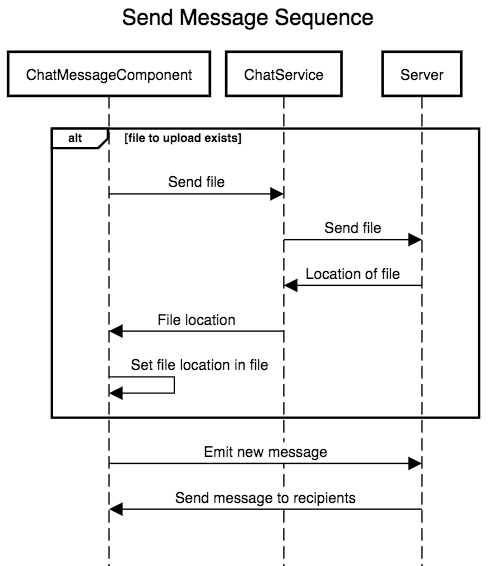 Send Message Sequence
ChatMessageComponent
ChatService
Server
alt
[file to upload exists]
Send file
Send file
Location of file
File location
Set file location in file
Emit new message
Send message to recipients